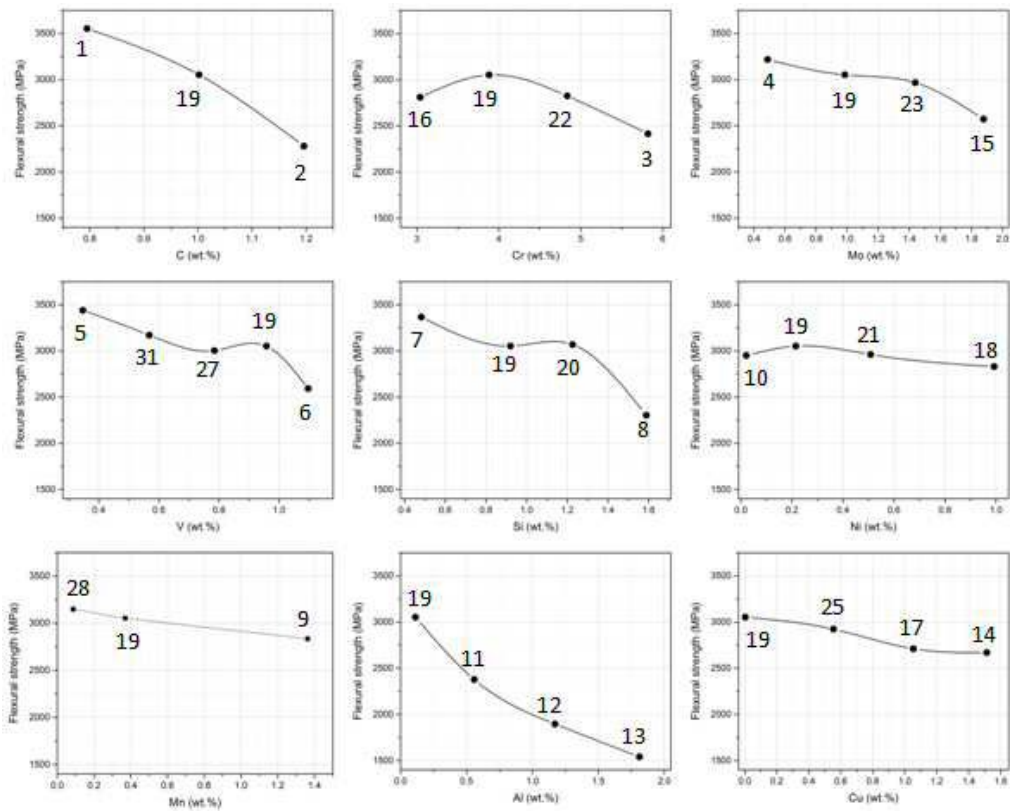 Flexural strength (MPa)
3500
3000
2500
2000
1500
1
19
2
0.8 0.9 1.0 1.1 1.2
C (wt.%)
Flexural strength (MPa)
3500
3000
2500
2000
1500
16
19
22
3
3 4 5 6
Cr (wt.%)
Flexural strength (MPa)
3500
3000
2500
2000
1500
4
19
23
15
0.4 0.6 0.8 1.0 1.2 1.4 1.6 1.8 2.0
Mo (wt.%)
Flexural strength (MPa)
3500
3000
2500
2000
1500
5
31
27
19
6
0.4 0.6 0.8 1.0
V (wt.%)
Flexural strength (MPa)
3500
3000
2500
2000
1500
7
19
20
8
0.4 0.6 0.8 1.0 1.2 1.4 1.6
Si (wt.%)
Flexural strength (MPa)
3500
3000
2500
2000
1500
10
19
21
18
0.0 0.2 0.4 0.6 0.8 1.0
Ni (wt.%)
Flexural strength (MPa)
3500
3000
2500
2000
1500
28
19
9
0.0 0.2 0.4 0.6 0.8 1.0 1.2 1.4
Mn (wt.%)
Flexural strength (MPa)
3500
3000
2500
2000
1500
19
11
12
13
0.0 0.5 1.0 1.5 2.0
Al (wt.%)
Flexural strength (MPa)
3500
3000
2500
2000
1500
19
25
17
14
0.0 0.2 0.4 0.6 0.8 1.0 1.2 1.4 1.6
Cu (wt.%)